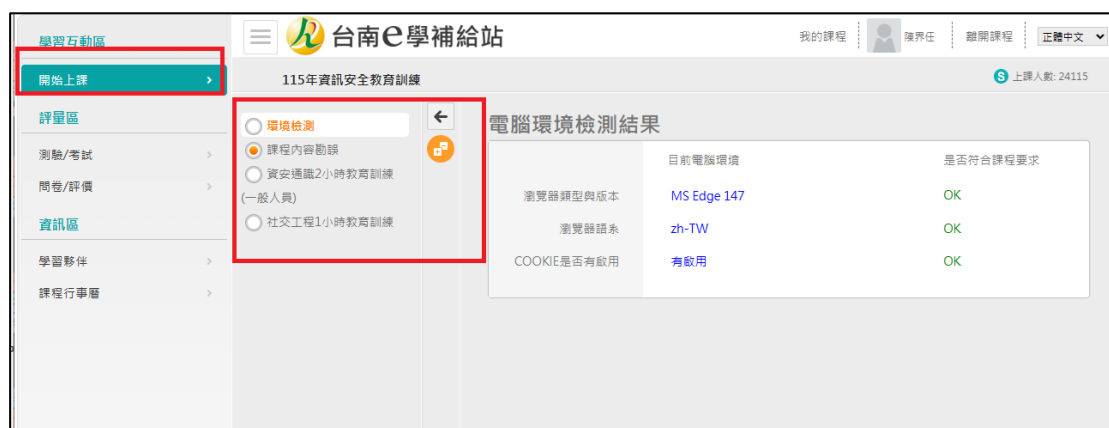 台南e學補給站
我的課程 陳界任 離開課程 正體中文
學習互動區
開始上課
評量區
測驗/考試
問卷/評價
資訊區
學習夥伴
課程行事曆
115年資訊安全教育訓練
上課人數: 24115
環境檢測
課程內容勘誤
資安通識2小時教育訓練
(一般人員)
社交工程1小時教育訓練
電腦環境檢測結果
目前電腦環境 是否符合課程要求
瀏覽器類型與版本 MS Edge 147 OK
瀏覽器語系 zh-TW OK
COOKIE是否有啟用 有啟用 OK